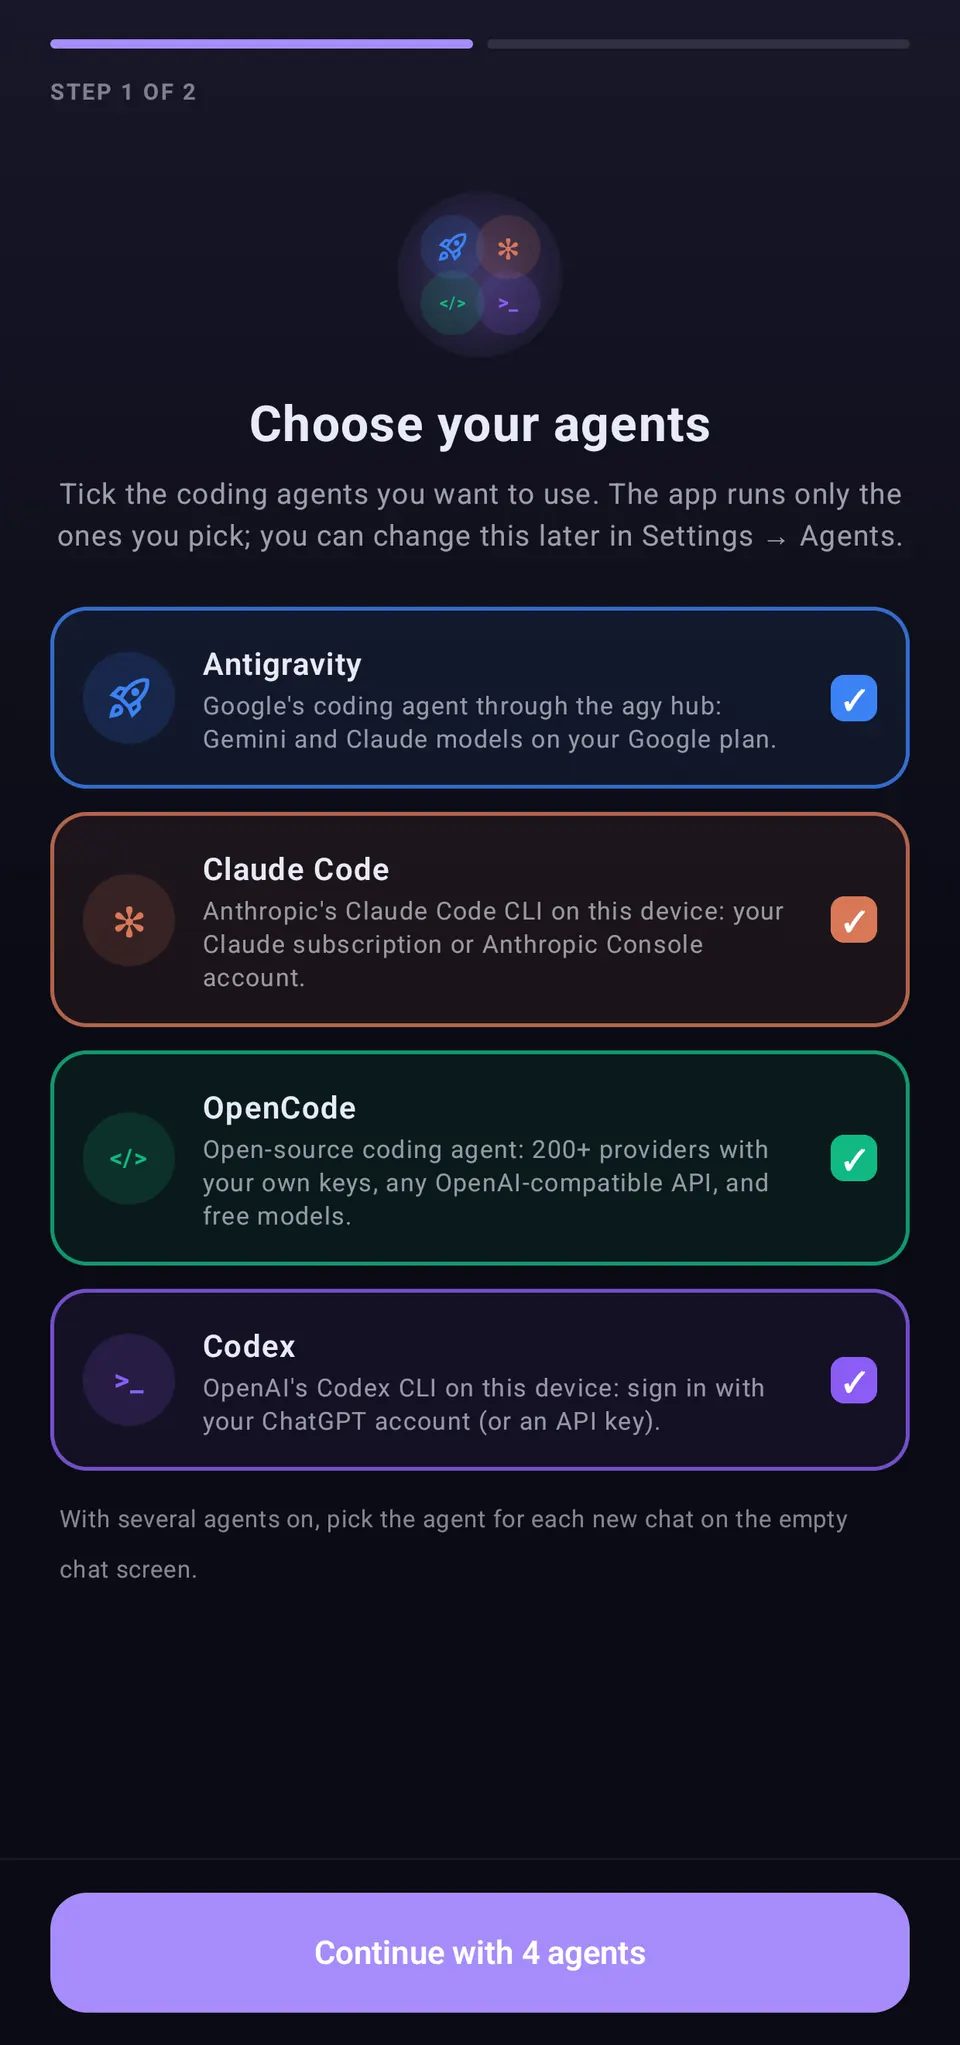 STEP 1 OF 2
</>
>_
Choose your agents
Tick the coding agents you want to use. The app runs only the
ones you pick; you can change this later in Settings → Agents.
Antigravity
Google's coding agent through the agy hub:
Gemini and Claude models on your Google plan.
Claude Code
Anthropic's Claude Code CLI on this device: your
Claude subscription or Anthropic Console
account.
OpenCode
</>
Open-source coding agent: 200+ providers with
your own keys, any OpenAI-compatible API, and
free models.
Codex
>_
OpenAI's Codex CLI on this device: sign in with
your ChatGPT account (or an API key).
With several agents on, pick the agent for each new chat on the empty
chat screen.
Continue with 4 agents